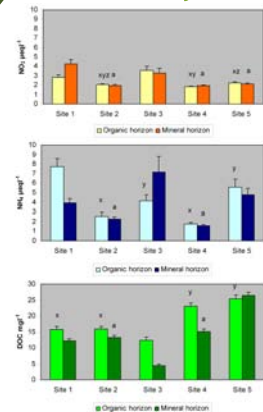 10
9
8
7
6
5
4
3
2
1
0
NO₃ µeql⁻¹
xyz a
xy a
xz a
Site 1 Site 2 Site 3 Site 4 Site 5
Organic horizon
Mineral horizon
10
9
8
7
6
5
4
3
2
1
0
NH₄ µeql⁻¹
x a
y
x a
y
Site 1 Site 2 Site 3 Site 4 Site 5
Organic horizon
Mineral horizon
30
25
20
15
10
5
0
DOC mgl⁻¹
x
x a
y a
y
Site 1 Site 2 Site 3 Site 4 Site 5
Organic horizon
Mineral horizon